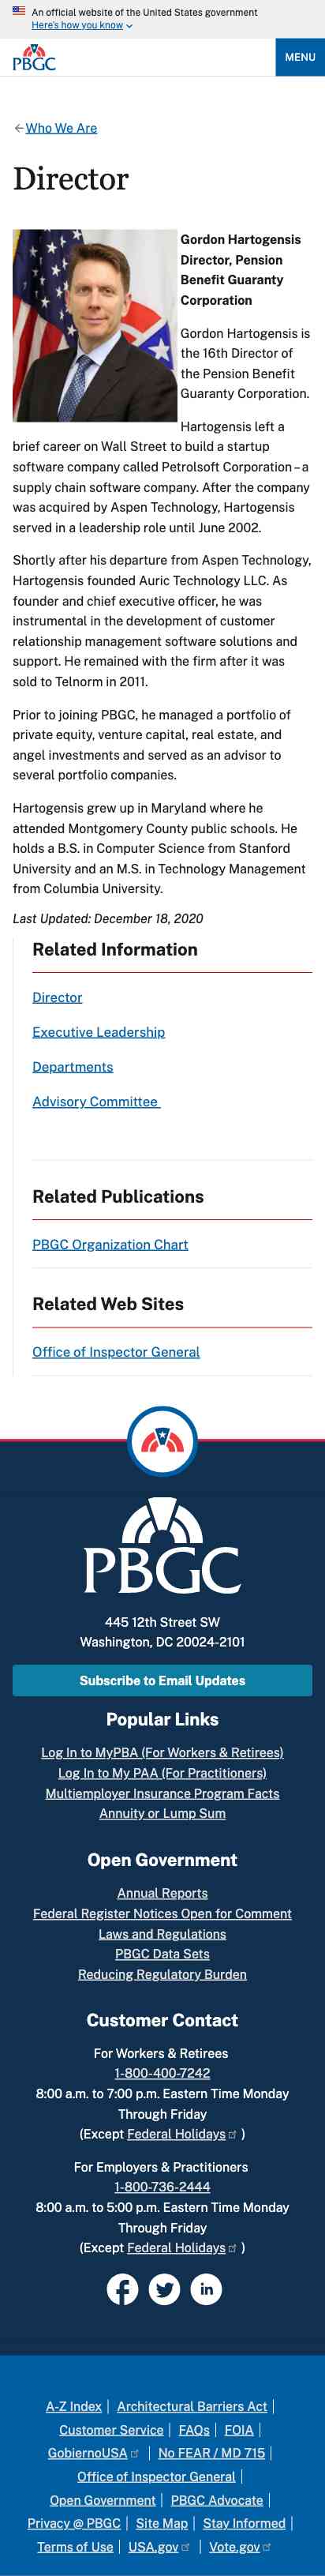 An official website of the United States government
Here's how you know
PBGC
MENU
Who We Are
Director
Gordon Hartogensis
Director, Pension
Benefit Guaranty
Corporation
Gordon Hartogensis is
the 16th Director of
the Pension Benefit
Guaranty Corporation.
Hartogensis left a
brief career on Wall Street to build a startup
software company called Petrolsoft Corporation – a
supply chain software company. After the company
was acquired by Aspen Technology, Hartogensis
served in a leadership role until June 2002.
Shortly after his departure from Aspen Technology,
Hartogensis founded Auric Technology LLC. As
founder and chief executive officer, he was
instrumental in the development of customer
relationship management software solutions and
support. He remained with the firm after it was
sold to Telnorm in 2011.
Prior to joining PBGC, he managed a portfolio of
private equity, venture capital, real estate, and
angel investments and served as an advisor to
several portfolio companies.
Hartogensis grew up in Maryland where he
attended Montgomery County public schools. He
holds a B.S. in Computer Science from Stanford
University and an M.S. in Technology Management
from Columbia University.
Last Updated: December 18, 2020
Related Information
Director
Executive Leadership
Departments
Advisory Committee
Related Publications
PBGC Organization Chart
Related Web Sites
Office of Inspector General
PBGC
445 12th Street SW
Washington, DC 20024-2101
Subscribe to Email Updates
Popular Links
Log In to MyPBA (For Workers & Retirees)
Log In to My PAA (For Practitioners)
Multiemployer Insurance Program Facts
Annuity or Lump Sum
Open Government
Annual Reports
Federal Register Notices Open for Comment
Laws and Regulations
PBGC Data Sets
Reducing Regulatory Burden
Customer Contact
For Workers & Retirees
1-800-400-7242
8:00 a.m. to 7:00 p.m. Eastern Time Monday
Through Friday
(Except Federal Holidays )
For Employers & Practitioners
1-800-736-2444
8:00 a.m. to 5:00 p.m. Eastern Time Monday
Through Friday
(Except Federal Holidays )
A-Z Index | Architectural Barriers Act |
Customer Service | FAQs | FOIA |
GobiernoUSA | No FEAR / MD 715 |
Office of Inspector General |
Open Government | PBGC Advocate |
Privacy @ PBGC | Site Map | Stay Informed |
Terms of Use | USA.gov | Vote.gov